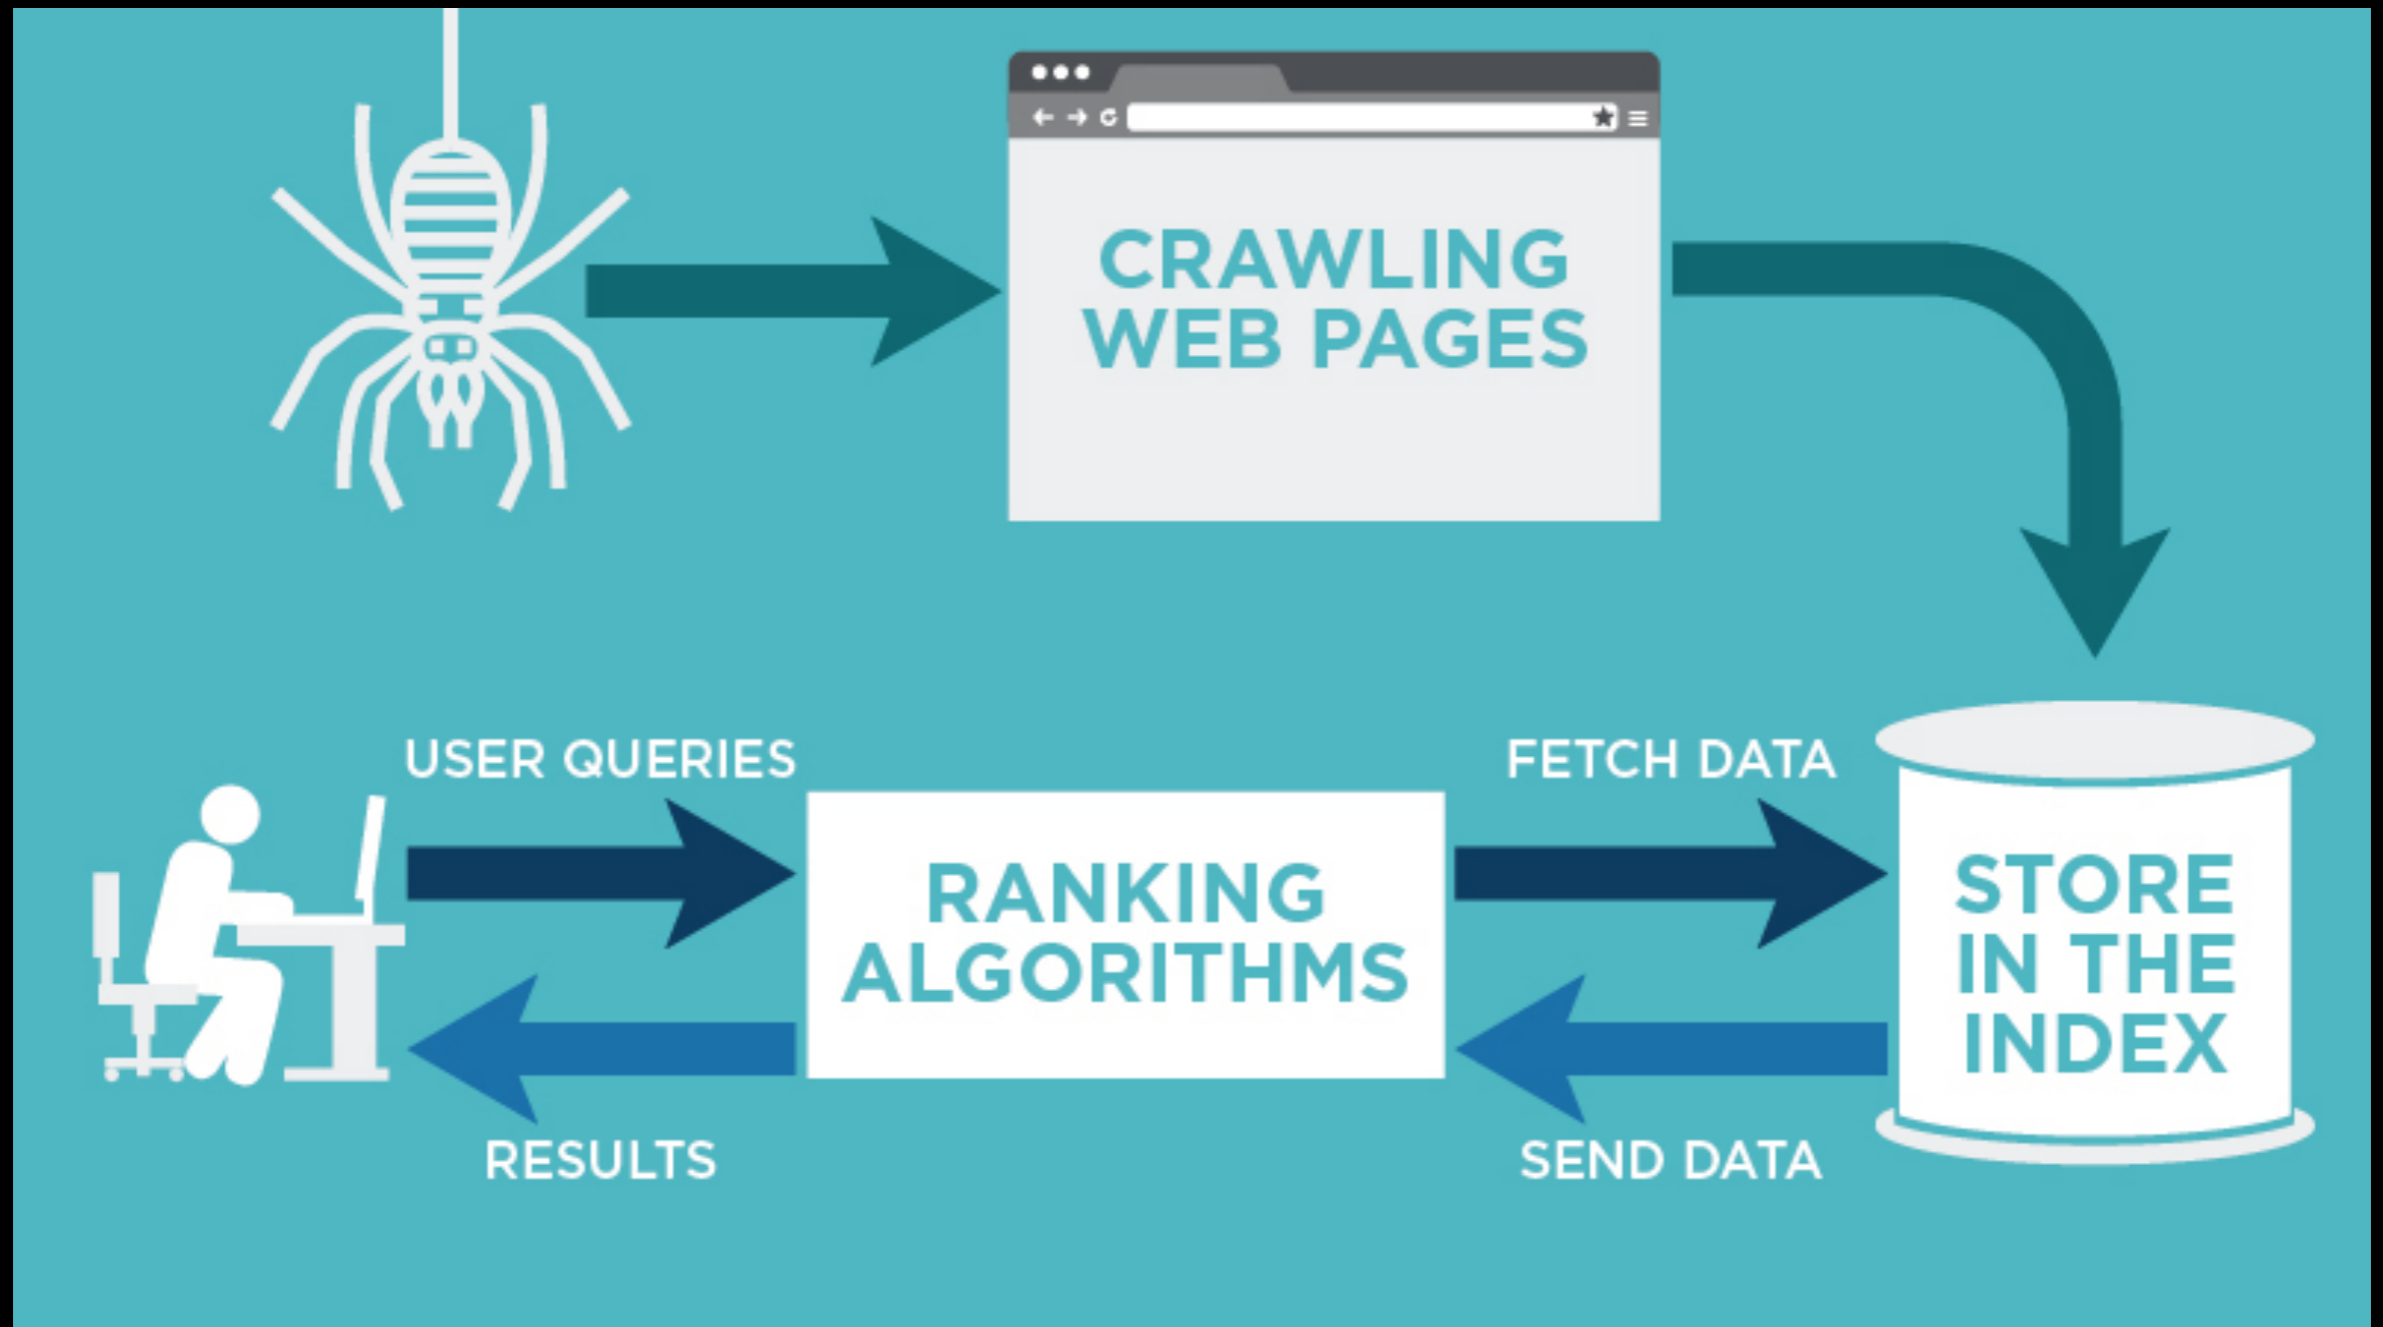 CRAWLING
WEB PAGES
USER QUERIES
FETCH DATA
RANKING
ALGORITHMS
STORE
IN THE
INDEX
RESULTS
SEND DATA